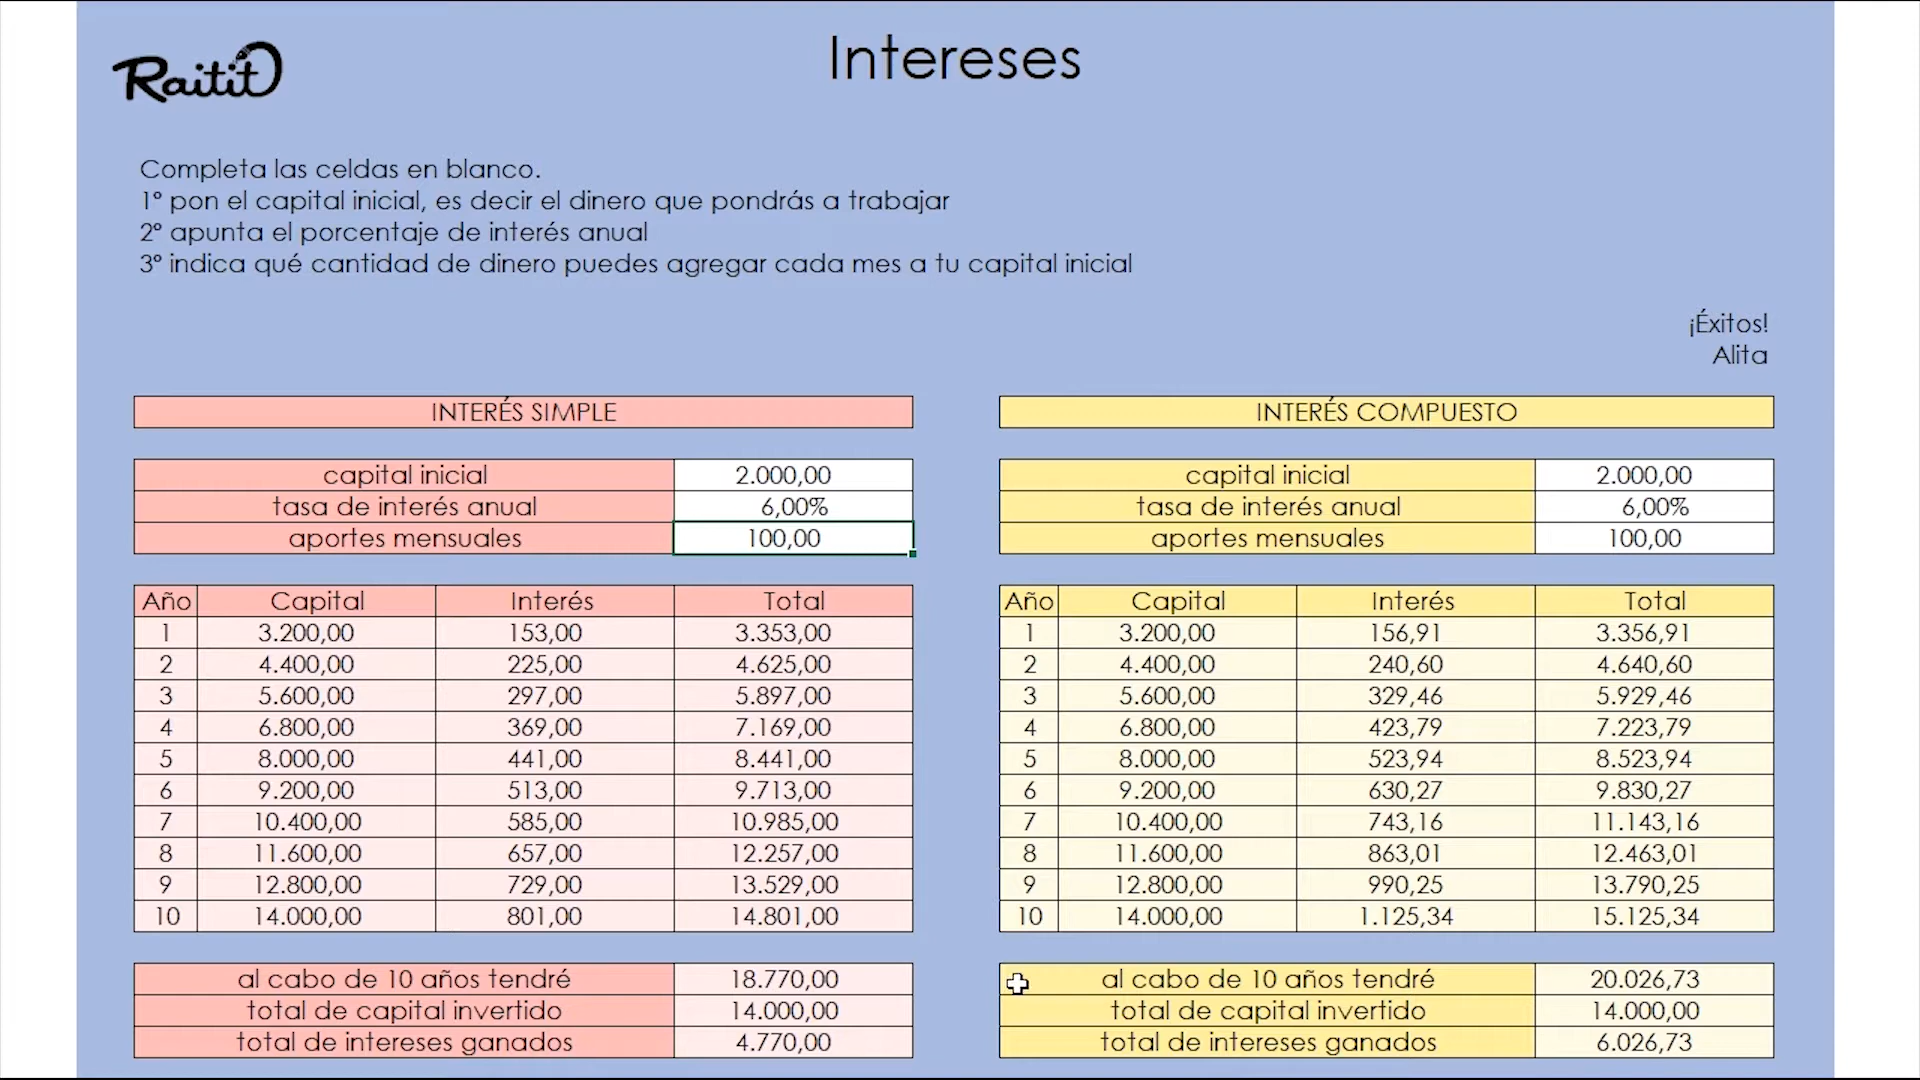 Raitit
Intereses
Completa las celdas en blanco.
1º pon el capital inicial, es decir el dinero que pondrás a trabajar
2º apunta el porcentaje de interés anual
3º indica qué cantidad de dinero puedes agregar cada mes a tu capital inicial
¡Éxitos!
Alita
INTERÉS SIMPLE
capital inicial 2.000,00
tasa de interés anual 6,00%
aportes mensuales 100,00
Año Capital Interés Total
1 3.200,00 153,00 3.353,00
2 4.400,00 225,00 4.625,00
3 5.600,00 297,00 5.897,00
4 6.800,00 369,00 7.169,00
5 8.000,00 441,00 8.441,00
6 9.200,00 513,00 9.713,00
7 10.400,00 585,00 10.985,00
8 11.600,00 657,00 12.257,00
9 12.800,00 729,00 13.529,00
10 14.000,00 801,00 14.801,00
al cabo de 10 años tendré 18.770,00
total de capital invertido 14.000,00
total de intereses ganados 4.770,00
INTERÉS COMPUESTO
capital inicial 2.000,00
tasa de interés anual 6,00%
aportes mensuales 100,00
Año Capital Interés Total
1 3.200,00 156,91 3.356,91
2 4.400,00 240,60 4.640,60
3 5.600,00 329,46 5.929,46
4 6.800,00 423,79 7.223,79
5 8.000,00 523,94 8.523,94
6 9.200,00 630,27 9.830,27
7 10.400,00 743,16 11.143,16
8 11.600,00 863,01 12.463,01
9 12.800,00 990,25 13.790,25
10 14.000,00 1.125,34 15.125,34
al cabo de 10 años tendré 20.026,73
total de capital invertido 14.000,00
total de intereses ganados 6.026,73